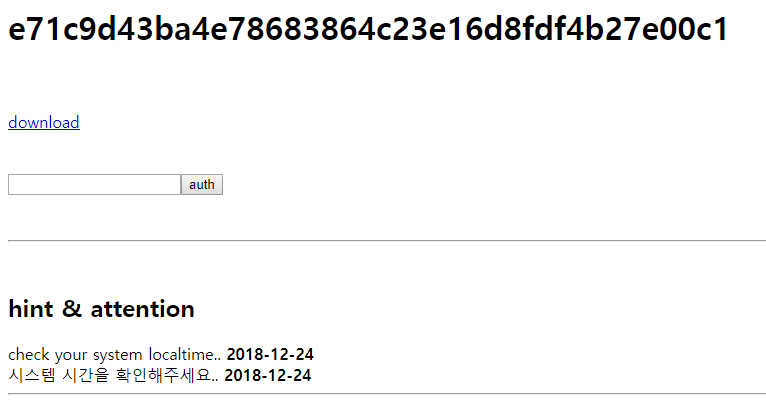 e71c9d43ba4e78683864c23e16d8fdf4b27e00c1
download
auth
hint & attention
check your system localtime.. 2018-12-24
시스템 시간을 확인해주세요.. 2018-12-24